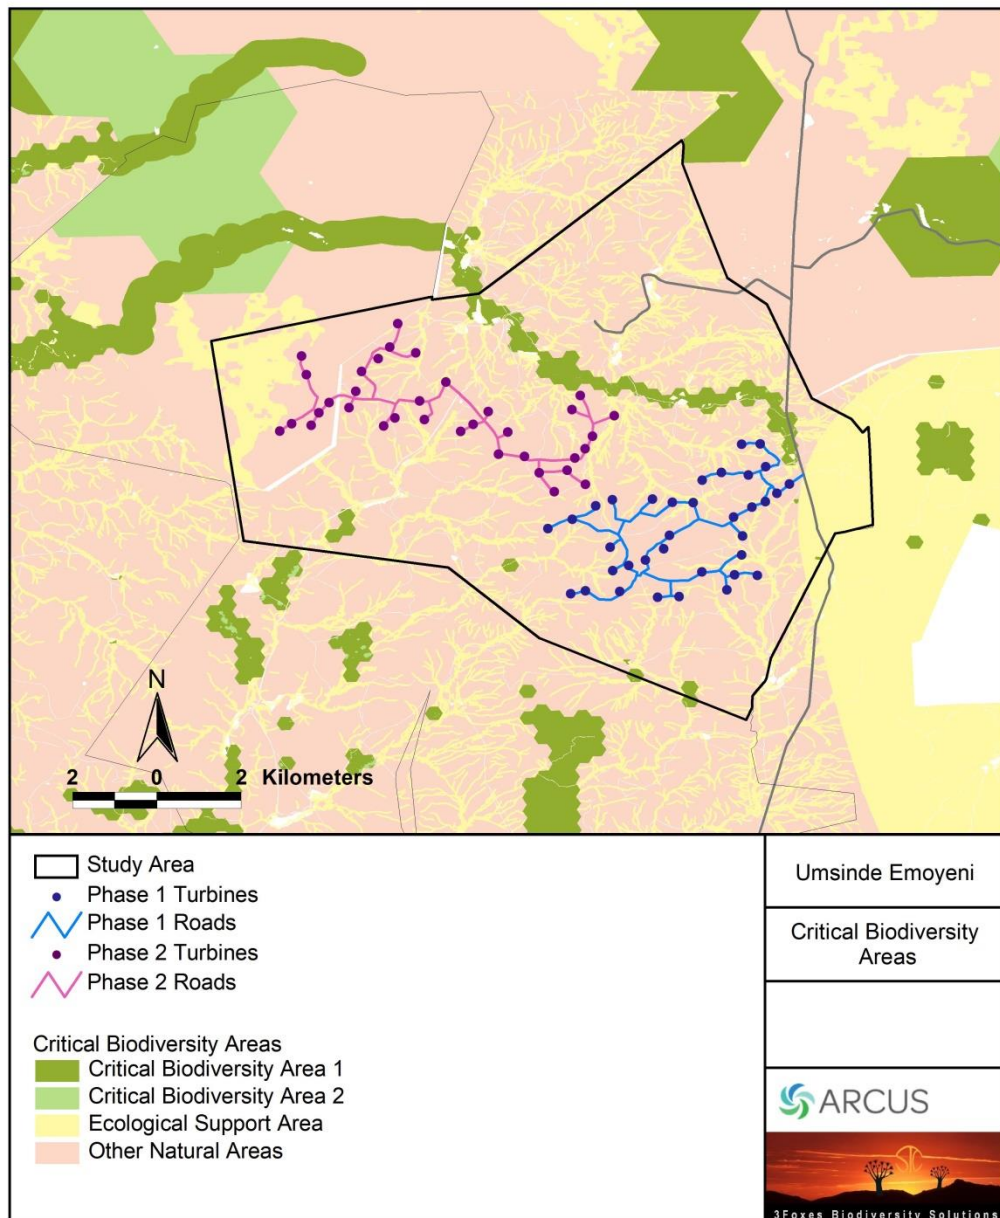 N
2 0 2 Kilometers
Study Area
Phase 1 Turbines
Phase 1 Roads
Phase 2 Turbines
Phase 2 Roads
Critical Biodiversity Areas
Critical Biodiversity Area 1
Critical Biodiversity Area 2
Ecological Support Area
Other Natural Areas
Umsinde Emoyeni
Critical Biodiversity
Areas
ARCUS
3Foxes Biodiversity Solutions